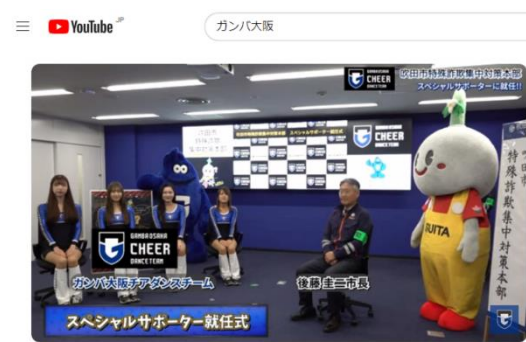 YouTube JP
ガンバ大阪
GAMBA OSAKA
CHEER
DANCE TEAM
吹田市特殊詐欺集中対策本部
スペシャルサポーターに就任!!
CHEER
SUITA
特殊詐欺集中対策本部
GAMBA OSAKA
CHEER
DANCE TEAM
ガンバ大阪チアダンスチーム
後藤圭二市長
スペシャルサポーター就任式